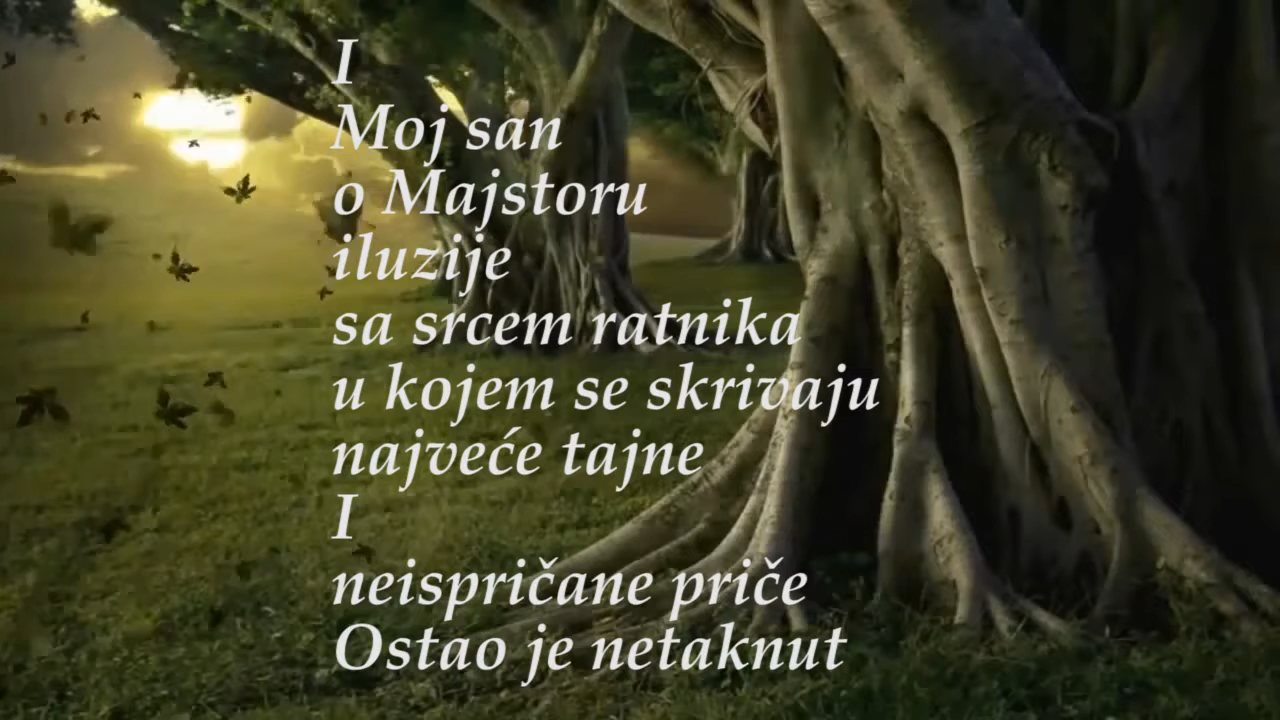 I
Moj san
o Majstoru
iluzije
sa srcem ratnika
u kojem se skrivaju
najveće tajne
I
neispričane priče
Ostao je netaknut